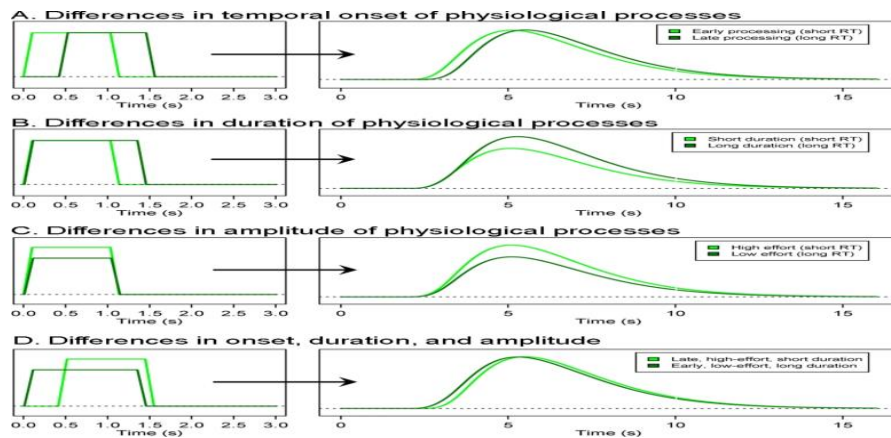 A. Differences in temporal onset of physiological processes
Early processing (short RT)
Late processing (long RT)
0.0 0.5 1.0 1.5 2.0 2.5 3.0
0 5 10 15
Time (s) Time (s)
B. Differences in duration of physiological processes
Short duration (short RT)
Long duration (long RT)
0.0 0.5 1.0 1.5 2.0 2.5 3.0
0 5 10 15
Time (s) Time (s)
C. Differences in amplitude of physiological processes
High effort (short RT)
Low effort (long RT)
0.0 0.5 1.0 1.5 2.0 2.5 3.0
0 5 10 15
Time (s) Time (s)
D. Differences in onset, duration, and amplitude
Late, high-effort, short duration
Early, low-effort, long duration
0.0 0.5 1.0 1.5 2.0 2.5 3.0
0 5 10 15
Time (s) Time (s)